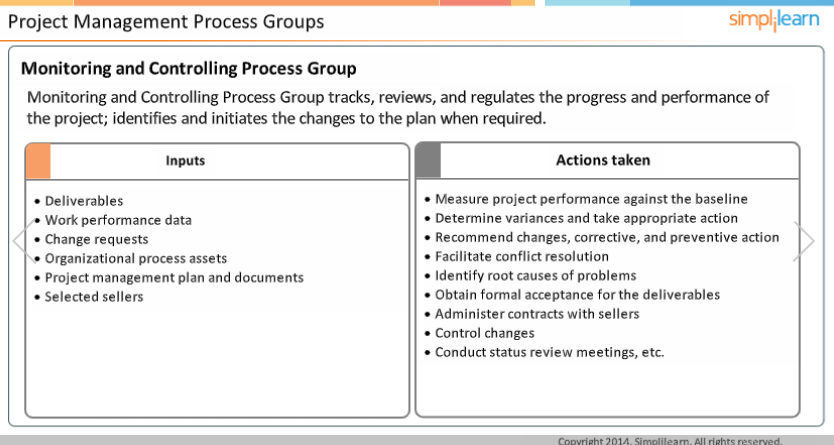 Project Management Process Groups
simplilearn
Monitoring and Controlling Process Group
Monitoring and Controlling Process Group tracks, reviews, and regulates the progress and performance of
the project; identifies and initiates the changes to the plan when required.
Inputs
• Deliverables
• Work performance data
• Change requests
• Organizational process assets
• Project management plan and documents
• Selected sellers
Actions taken
• Measure project performance against the baseline
• Determine variances and take appropriate action
• Recommend changes, corrective, and preventive action
• Facilitate conflict resolution
• Identify root causes of problems
• Obtain formal acceptance for the deliverables
• Administer contracts with sellers
• Control changes
• Conduct status review meetings, etc.
Copyright 2014, Simplilearn, All rights reserved.